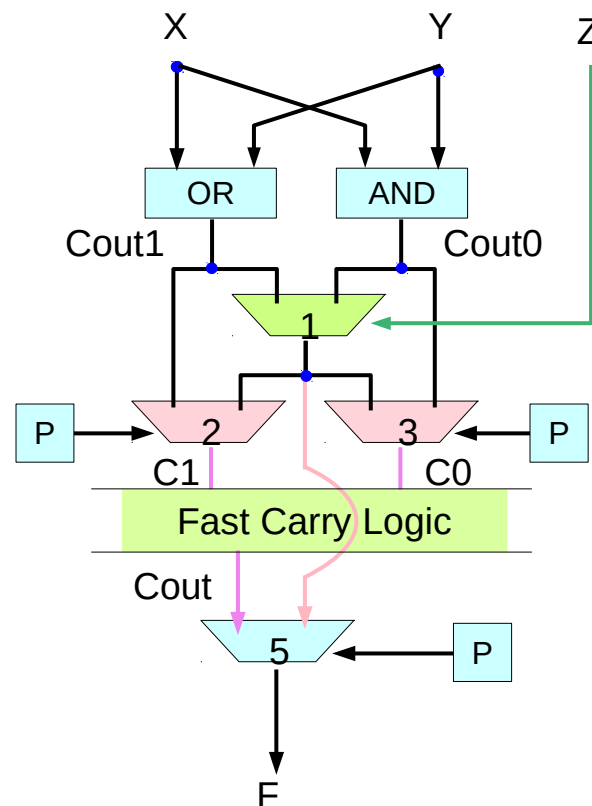 X Y Z
OR AND
Cout1 Cout0
1
P 2 3 P
C1 C0
Fast Carry Logic
Cout
5 P
F